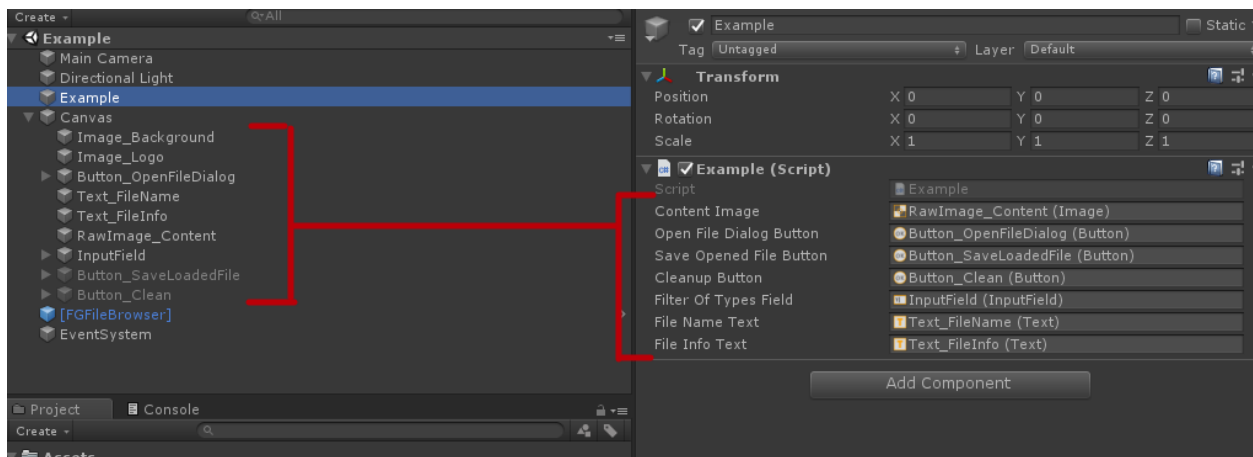 Create
All
Example
Main Camera
Directional Light
Example
Canvas
Image_Background
Image_Logo
Button_OpenFileDialog
Text_FileName
Text_FileInfo
RawImage_Content
InputField
Button_SaveLoadedFile
Button_Clean
[FGFileBrowser]
EventSystem
Project Console
Create
Assets
Example Static
Tag Untagged Layer Default
Transform
Position X 0 Y 0 Z 0
Rotation X 0 Y 0 Z 0
Scale X 1 Y 1 Z 1
Example (Script)
Script Example
Content Image RawImage_Content (Image)
Open File Dialog Button Button_OpenFileDialog (Button)
Save Opened File Button Button_SaveLoadedFile (Button)
Cleanup Button Button_Clean (Button)
Filter Of Types Field InputField (InputField)
File Name Text Text_FileName (Text)
File Info Text Text_FileInfo (Text)
Add Component